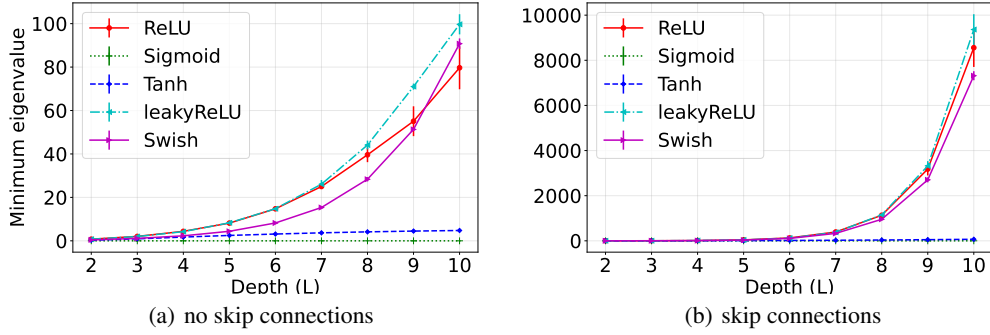 Minimum eigenvalue
100
80
60
40
20
0
ReLU
Sigmoid
Tanh
leakyReLU
Swish
2 3 4 5 6 7 8 9 10
Depth (L)
(a) no skip connections
10000
8000
6000
4000
2000
0
ReLU
Sigmoid
Tanh
leakyReLU
Swish
2 3 4 5 6 7 8 9 10
Depth (L)
(b) skip connections